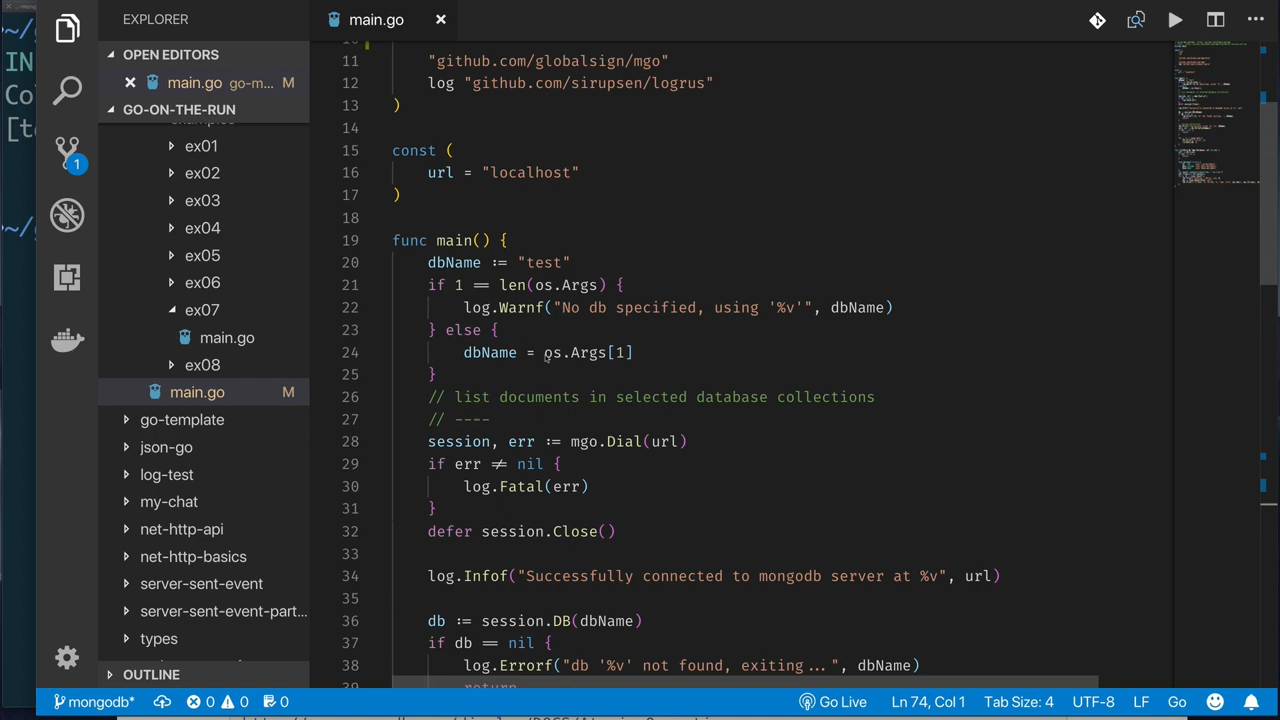 EXPLORER
OPEN EDITORS
main.go go-m... M
GO-ON-THE-RUN
ex01
ex02
ex03
ex04
ex05
ex06
ex07
main.go
ex08
main.go M
go-template
json-go
log-test
my-chat
net-http-api
net-http-basics
server-sent-event
server-sent-event-part...
types
OUTLINE
1
main.go
11 "github.com/globalsign/mgo"
12 log "github.com/sirupsen/logrus"
13 )
14
15 const (
16 url = "localhost"
17 )
18
19 func main() {
20 dbName := "test"
21 if 1 == len(os.Args) {
22 log.Warnf("No db specified, using '%v'", dbName)
23 } else {
24 dbName = os.Args[1]
25 }
26 // list documents in selected database collections
27 // ----
28 session, err := mgo.Dial(url)
29 if err != nil {
30 log.Fatal(err)
31 }
32 defer session.Close()
33
34 log.Infof("Successfully connected to mongodb server at %v", url)
35
36 db := session.DB(dbName)
37 if db == nil {
38 log.Errorf("db '%v' not found, exiting...", dbName)
39 return
mongodb* 0 0 0 Go Live Ln 74, Col 1 Tab Size: 4 UTF-8 LF Go